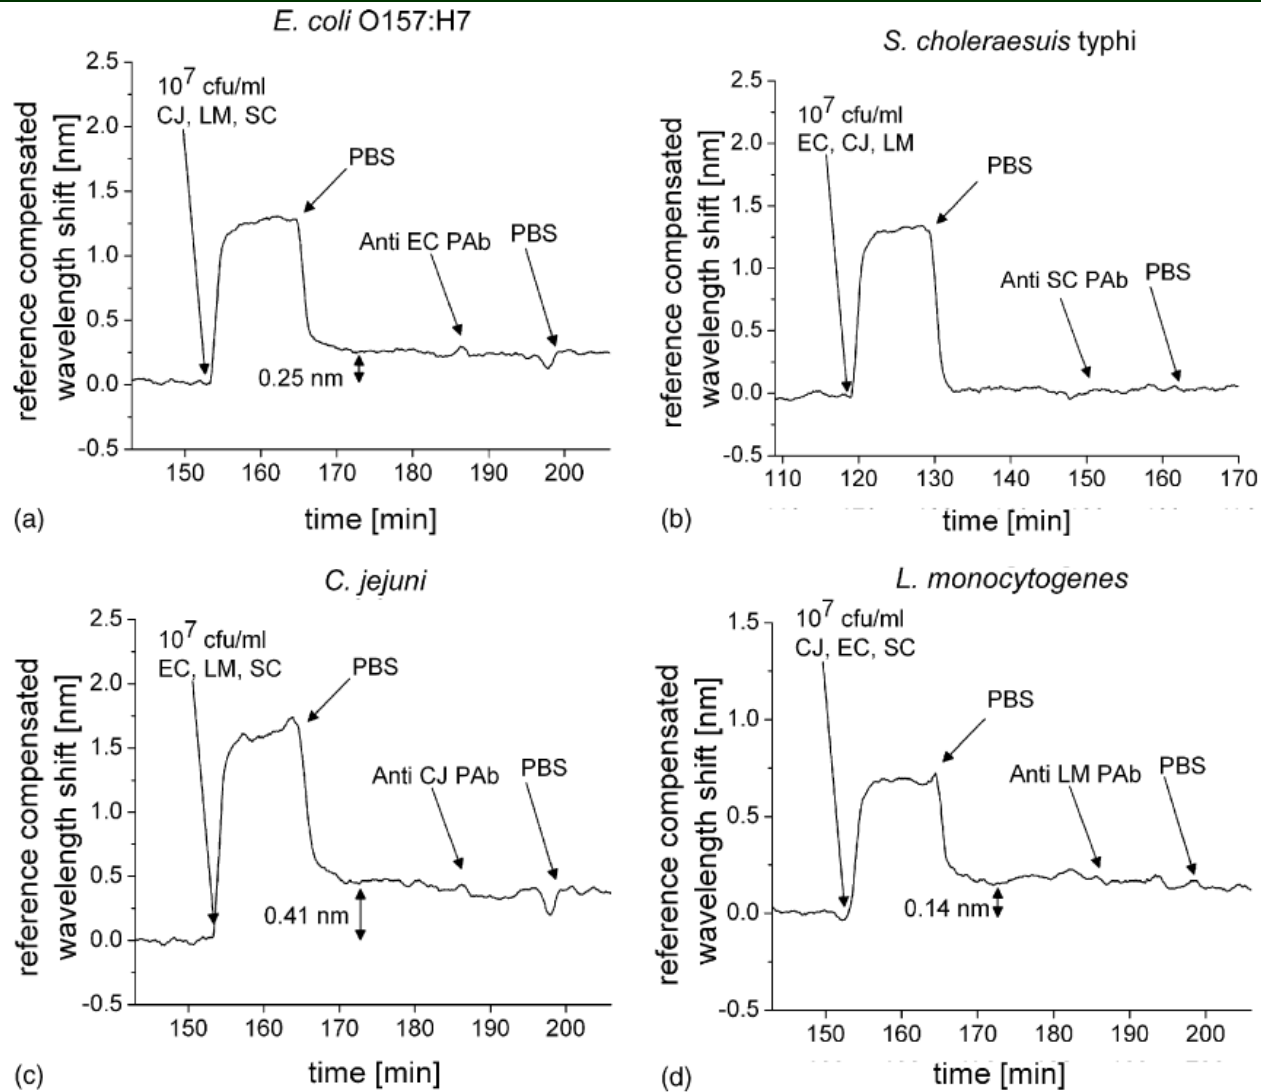 E. coli O157:H7
reference compensated
wavelength shift [nm]
2.5
2.0
1.5
1.0
0.5
0.0
-0.5
10^7 cfu/ml
CJ, LM, SC
PBS
Anti EC PAb
PBS
0.25 nm
150 160 170 180 190 200
time [min]
(a)
S. choleraesuis typhi
reference compensated
wavelength shift [nm]
2.5
2.0
1.5
1.0
0.5
0.0
-0.5
10^7 cfu/ml
EC, CJ, LM
PBS
Anti SC PAb
PBS
110 120 130 140 150 160 170
time [min]
(b)
C. jejuni
reference compensated
wavelength shift [nm]
2.5
2.0
1.5
1.0
0.5
0.0
-0.5
10^7 cfu/ml
EC, LM, SC
PBS
Anti CJ PAb
PBS
0.41 nm
150 160 170 180 190 200
time [min]
(c)
L. monocytogenes
reference compensated
wavelength shift [nm]
1.5
1.0
0.5
0.0
-0.5
10^7 cfu/ml
CJ, EC, SC
PBS
Anti LM PAb
PBS
0.14 nm
150 160 170 180 190 200
time [min]
(d)